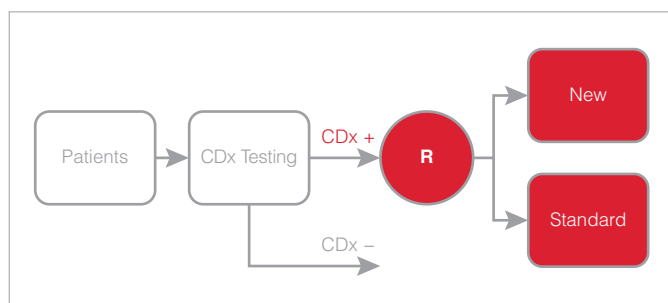 Patients
CDx Testing
CDx +
CDx –
R
New
Standard